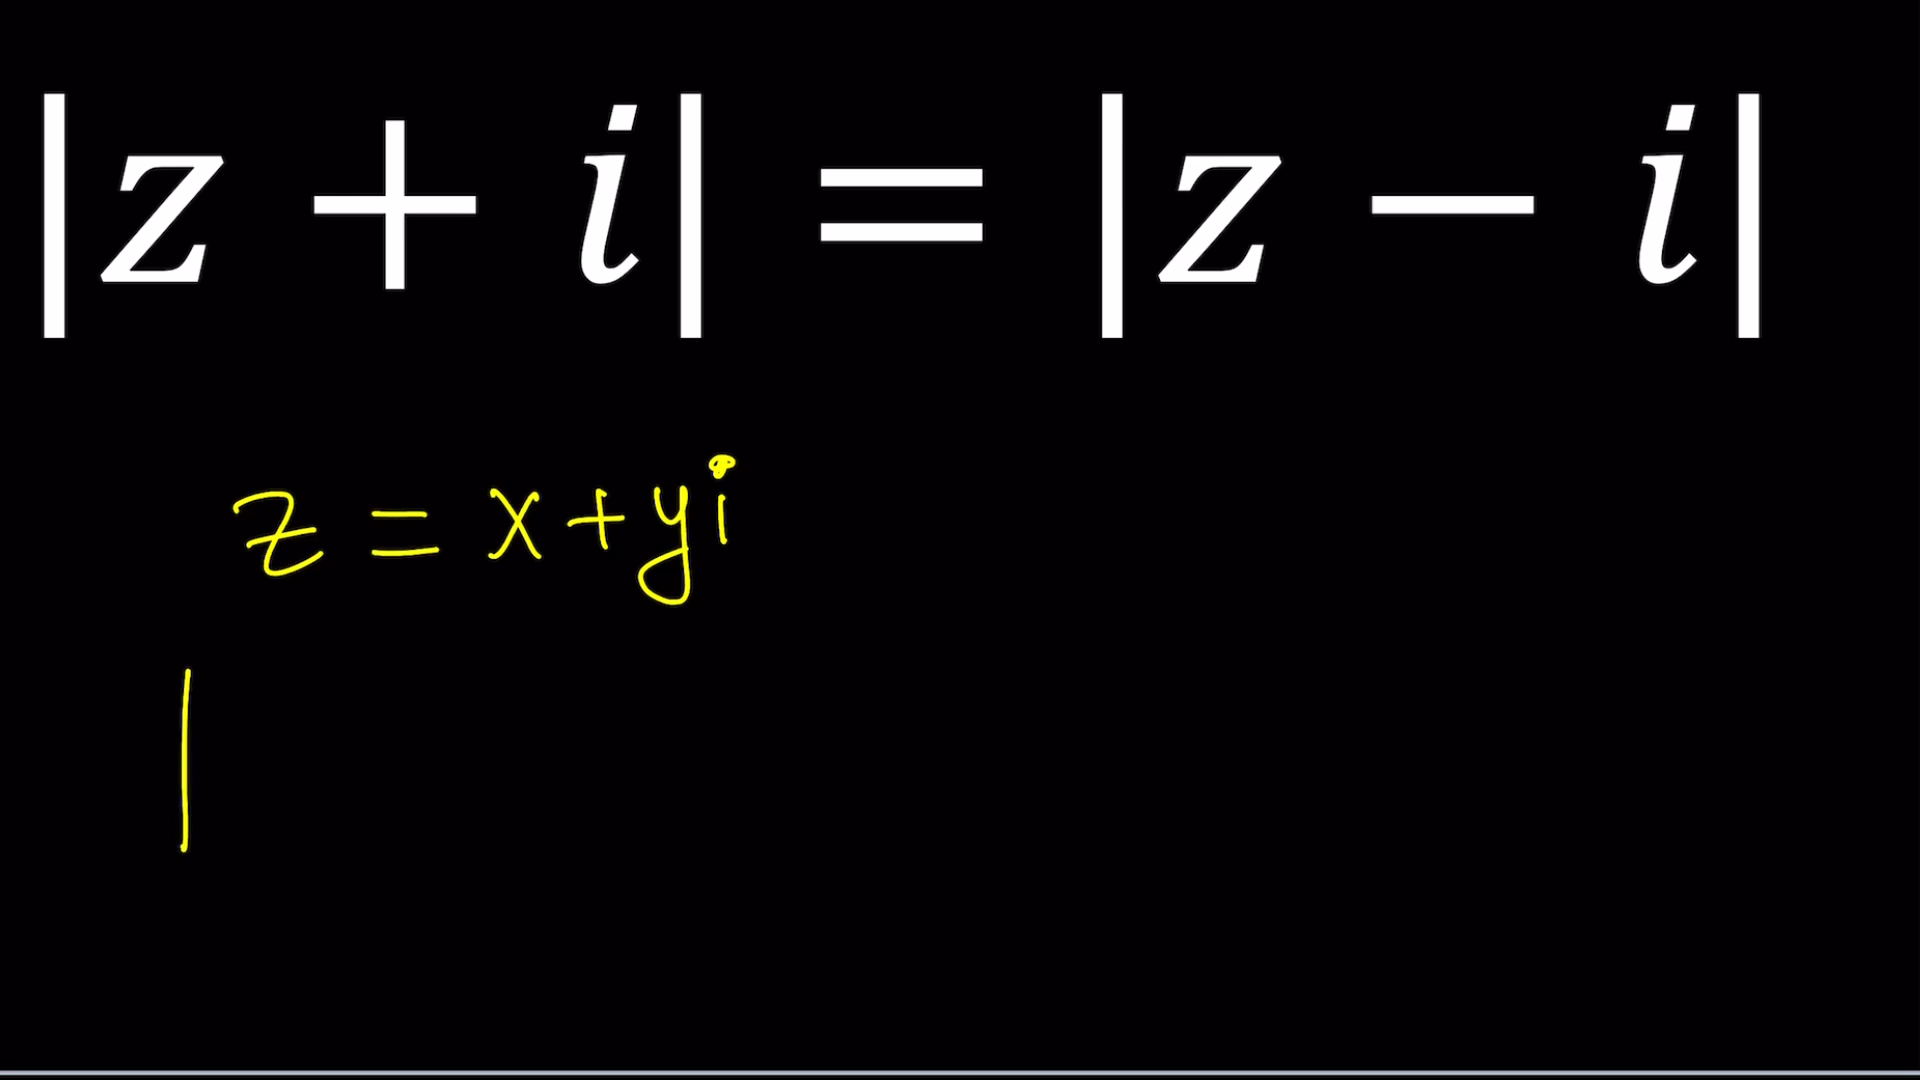 |z + i| = |z − i|
z = x+yi
|